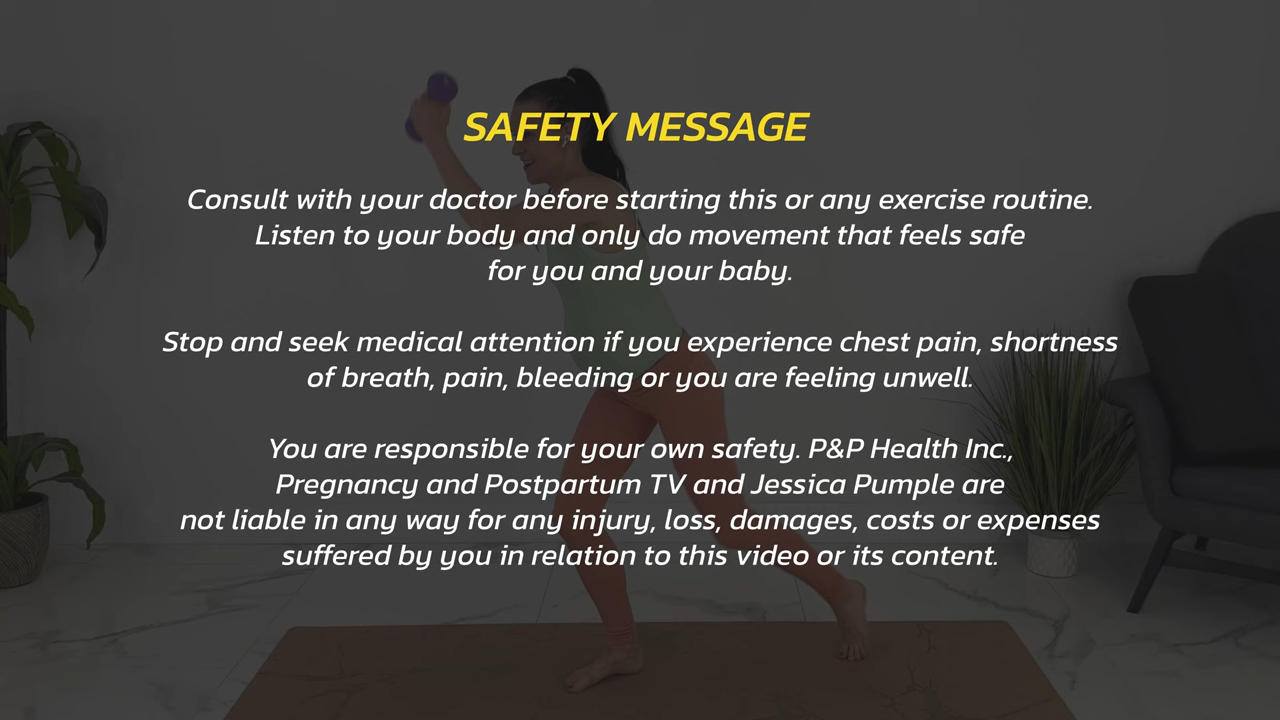 SAFETY MESSAGE
Consult with your doctor before starting this or any exercise routine.
Listen to your body and only do movement that feels safe
for you and your baby.
Stop and seek medical attention if you experience chest pain, shortness
of breath, pain, bleeding or you are feeling unwell.
You are responsible for your own safety. P&P Health Inc.,
Pregnancy and Postpartum TV and Jessica Pumple are
not liable in any way for any injury, loss, damages, costs or expenses
suffered by you in relation to this video or its content.